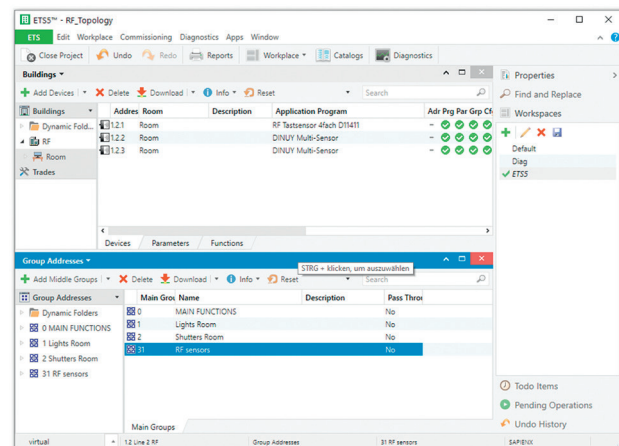 ETS5™ - RF_Topology
ETS Edit Workplace Commissioning Diagnostics Apps Window
Close Project Undo Redo Reports Workplace Catalogs Diagnostics
Buildings
Add Devices Delete Download Info Reset Search
Buildings Addres Room Description Application Program Adr Prg Par Grp Cf
Dynamic Fold... 1.2.1 Room RF Tastsensor 4fach D11411 –
RF 1.2.2 Room DINUY Multi-Sensor –
Room 1.2.3 Room DINUY Multi-Sensor –
Trades
Devices Parameters Functions
Properties
Find and Replace
Workspaces
Default
Diag
ETS5
Group Addresses
STRG + klicken, um auszuwählen
Add Middle Groups Delete Download Info Reset Search
Group Addresses Main Grou Name Description Pass Throu
Dynamic Folders 0 MAIN FUNCTIONS No
0 MAIN FUNCTIONS 1 Lights Room No
1 Lights Room 2 Shutters Room No
2 Shutters Room 31 RF sensors No
31 RF sensors
Main Groups
Todo Items
Pending Operations
Undo History
virtual 1.2 Line 2 RF Group Addresses 31 RF sensors